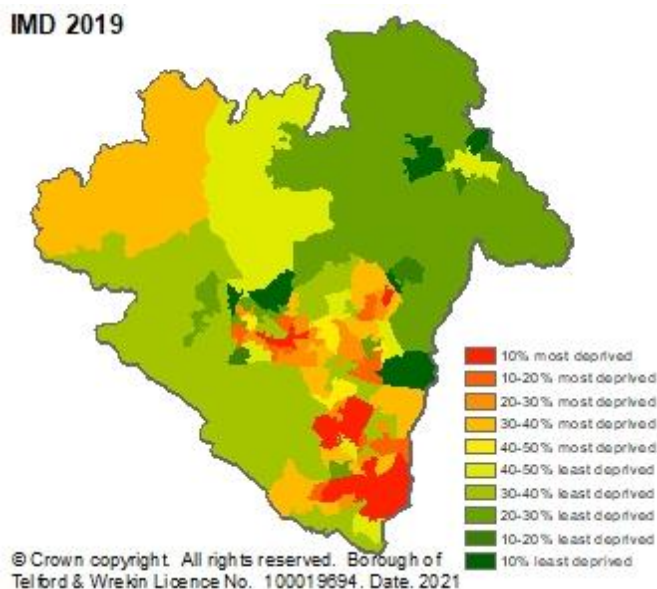 IMD 2019
10% most deprived
10-20% most deprived
20-30% most deprived
30-40% most deprived
40-50% most deprived
40-50% least deprived
30-40% least deprived
20-30% least deprived
10-20% least deprived
10% least deprived
© Crown copyright. All rights reserved. Borough of
Telford & Wrekin Licence No. 100019694. Date. 2021